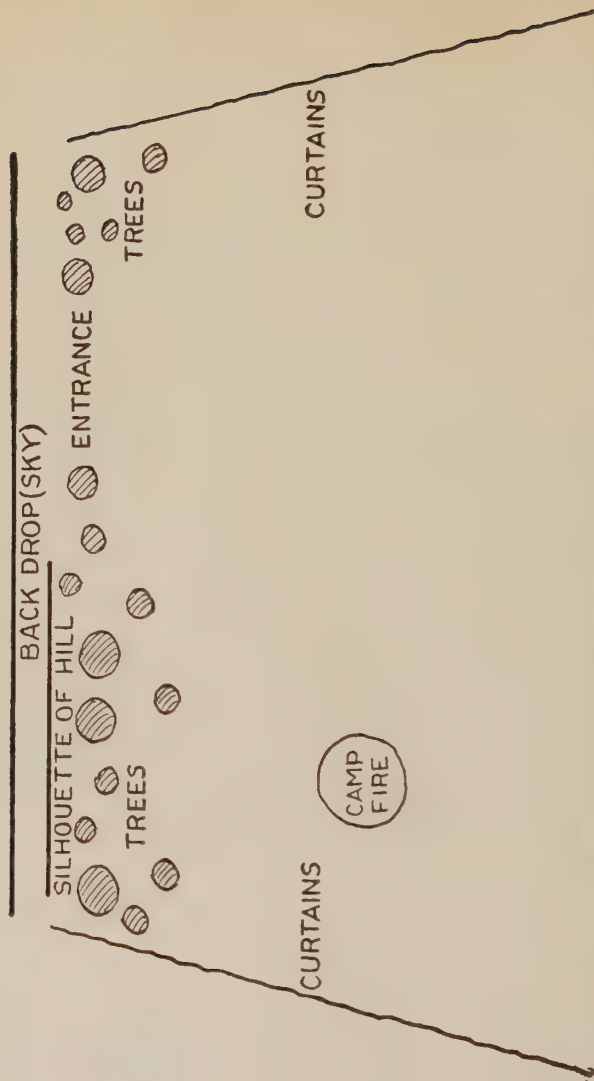 BACK DROP(SKY)
SILHOUETTE OF HILL
ENTRANCE
TREES
TREES
CURTAINS
CURTAINS
CAMP
FIRE